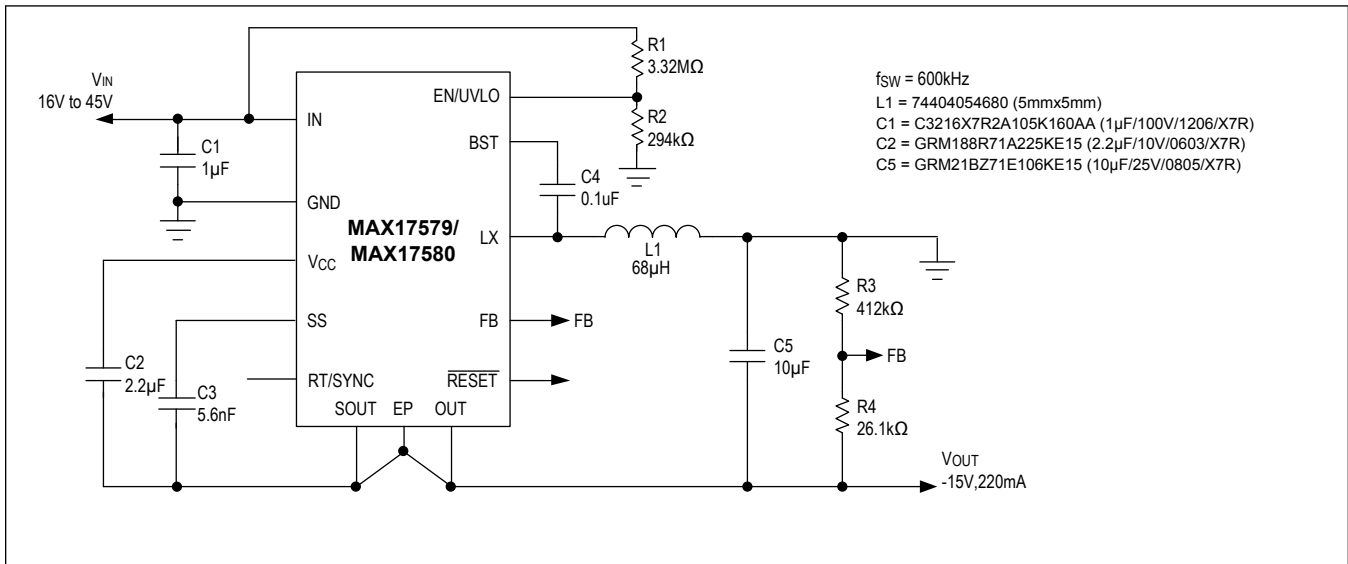 VIN
16V to 45V
C1
1µF
IN
GND
VCC
SS
RT/SYNC
SOUT EP OUT
EN/UVLO
BST
LX
FB
RESET
MAX17579/
MAX17580
R1
3.32MΩ
R2
294kΩ
C4
0.1uF
L1
68µH
FB
C2
2.2µF
C3
5.6nF
C5
10µF
R3
412kΩ
FB
R4
26.1kΩ
VOUT
-15V,220mA
fSW = 600kHz
L1 = 74404054680 (5mmx5mm)
C1 = C3216X7R2A105K160AA (1µF/100V/1206/X7R)
C2 = GRM188R71A225KE15 (2.2µF/10V/0603/X7R)
C5 = GRM21BZ71E106KE15 (10µF/25V/0805/X7R)